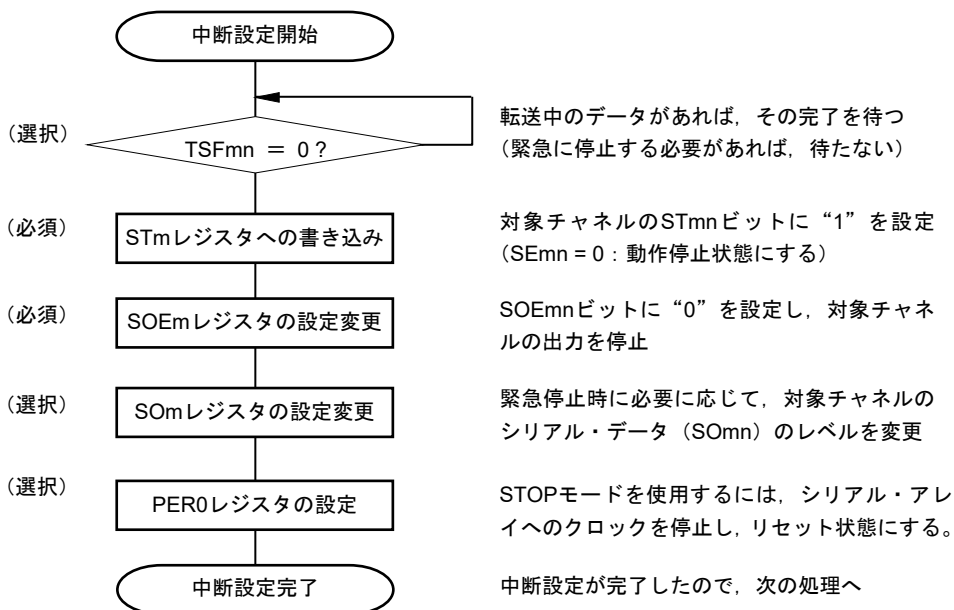 中断設定開始
（選択）
TSFmn ＝ 0？
転送中のデータがあれば，その完了を待つ
（緊急に停止する必要があれば，待たない）
（必須）
STmレジスタへの書き込み
対象チャネルのSTmnビットに“1”を設定
（SEmn = 0：動作停止状態にする）
（必須）
SOEmレジスタの設定変更
SOEmnビットに“0”を設定し，対象チャネ
ルの出力を停止
（選択）
SOmレジスタの設定変更
緊急停止時に必要に応じて，対象チャネルの
シリアル・データ（SOmn）のレベルを変更
（選択）
PER0レジスタの設定
STOPモードを使用するには，シリアル・アレ
イへのクロックを停止し，リセット状態にする。
中断設定完了
中断設定が完了したので，次の処理へ